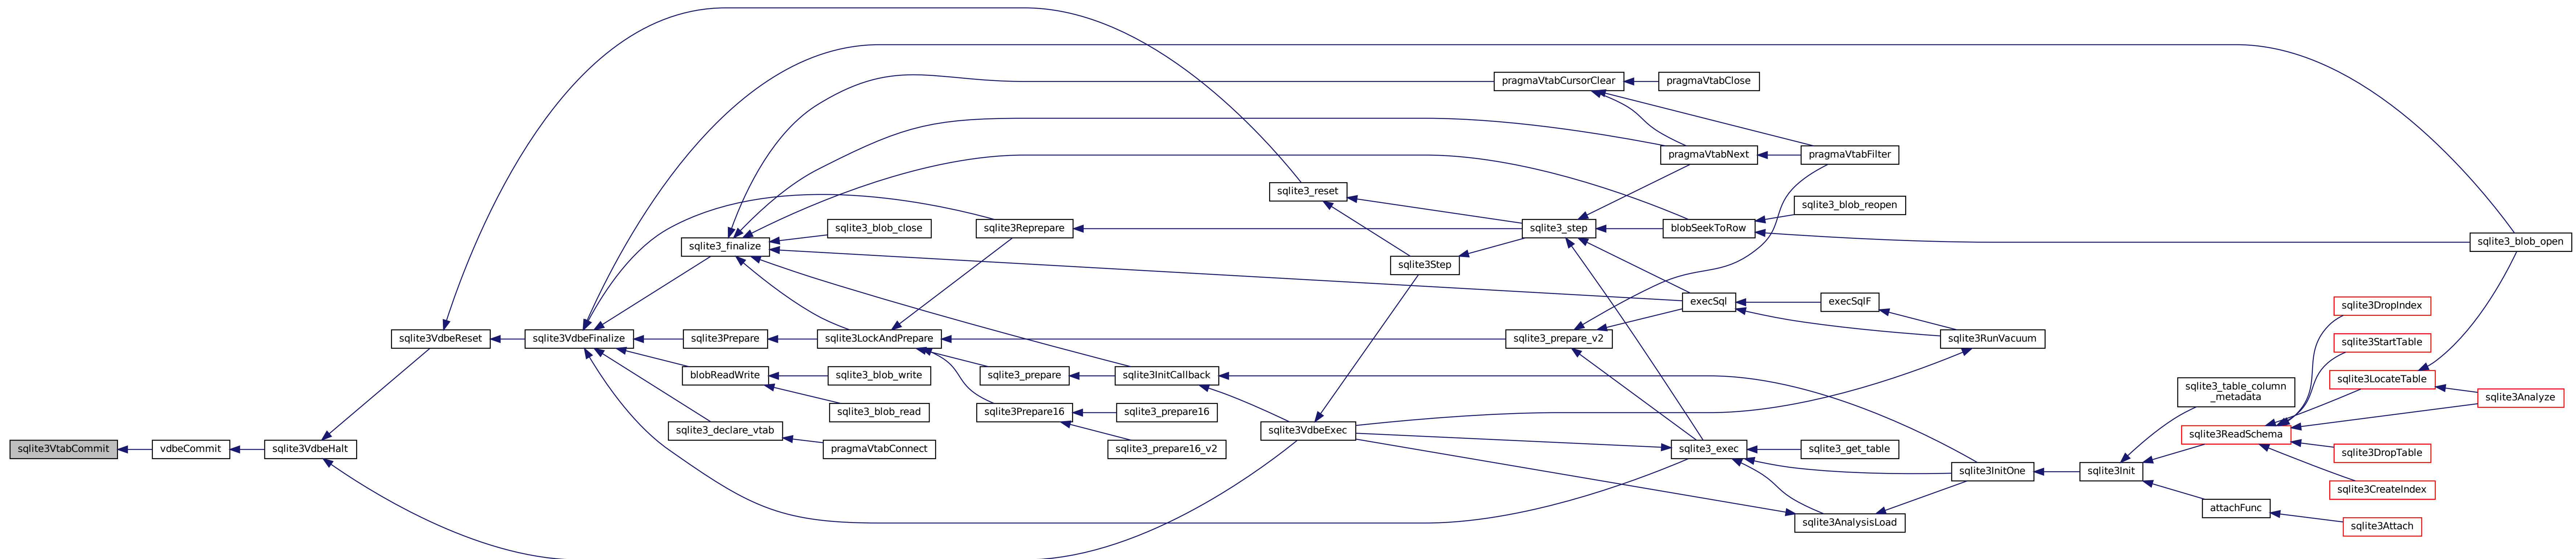 sqlite3VtabCommit
vdbeCommit
sqlite3VdbeHalt
sqlite3VdbeReset
sqlite3VdbeFinalize
sqlite3_finalize
sqlite3Prepare
blobReadWrite
sqlite3_declare_vtab
sqlite3_blob_close
sqlite3LockAndPrepare
sqlite3_blob_write
sqlite3_blob_read
pragmaVtabConnect
sqlite3Reprepare
sqlite3_prepare
sqlite3Prepare16
sqlite3InitCallback
sqlite3_prepare16
sqlite3_prepare16_v2
sqlite3_reset
sqlite3VdbeExec
sqlite3Step
pragmaVtabCursorClear
sqlite3_step
sqlite3_prepare_v2
pragmaVtabClose
pragmaVtabNext
blobSeekToRow
execSql
sqlite3_exec
pragmaVtabFilter
sqlite3_blob_reopen
execSqlF
sqlite3_get_table
sqlite3AnalysisLoad
sqlite3RunVacuum
sqlite3InitOne
sqlite3Init
sqlite3_table_column
_metadata
sqlite3ReadSchema
attachFunc
sqlite3DropIndex
sqlite3StartTable
sqlite3LocateTable
sqlite3DropTable
sqlite3CreateIndex
sqlite3Attach
sqlite3_blob_open
sqlite3Analyze